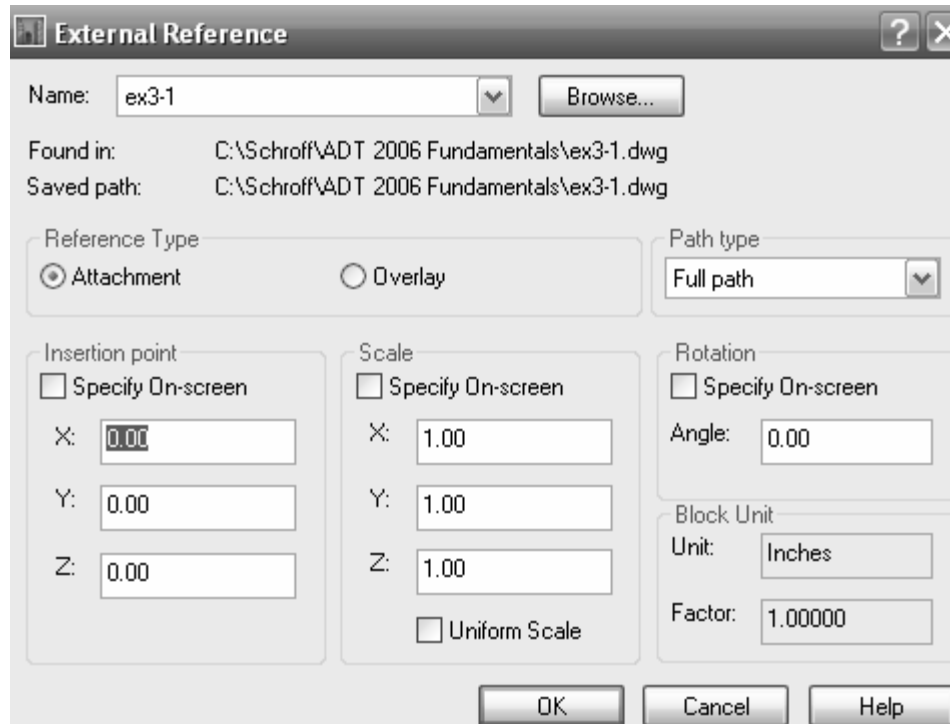 External Reference
Name: ex3-1 Browse...
Found in: C:\Schroff\ADT 2006 Fundamentals\ex3-1.dwg
Saved path: C:\Schroff\ADT 2006 Fundamentals\ex3-1.dwg
Reference Type Path type
Attachment Overlay Full path
Insertion point Scale Rotation
Specify On-screen Specify On-screen Specify On-screen
X: 0.00 X: 1.00 Angle: 0.00
Y: 0.00 Y: 1.00 Block Unit
Z: 0.00 Z: 1.00 Unit: Inches
Uniform Scale Factor: 1.00000
OK Cancel Help